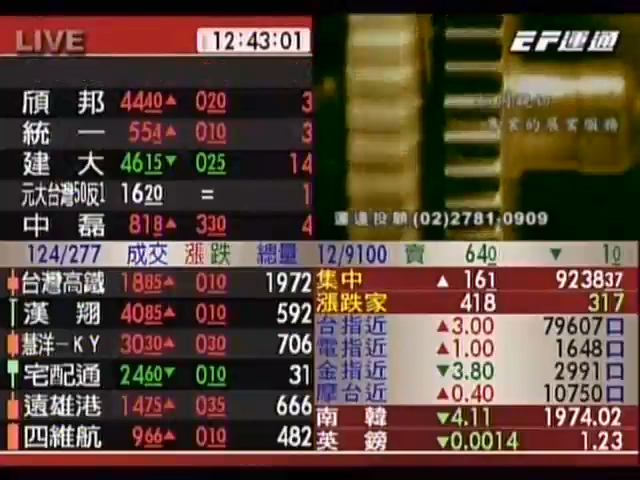 LIVE 12:43:01
EF運通
頎邦 4440▲ 020 3
統一 554▲ 010 3
建大 4615▼ 025 14
元大台灣50反1 1620 = 1
中磊 818▲ 330 4
運達投顧(02)2781-0909
124/277 成交 漲跌 總量
12/9100 賣 640 ▼ 10
台灣高鐵 1885▲ 010 1972
漢翔 4085▲ 010 592
慧洋-KY 3030▲ 030 706
宅配通 2460▼ 010 31
遠雄港 1475▲ 035 666
四維航 966▲ 010 482
集中 ▲ 161 923837
漲跌家 418 317
台指近 ▲3.00 79607口
電指近 ▲1.00 1648口
金指近 ▼3.80 2991口
摩台近 ▲0.40 10750口
南韓 ▼4.11 1974.02
英鎊 ▼0.0014 1.23